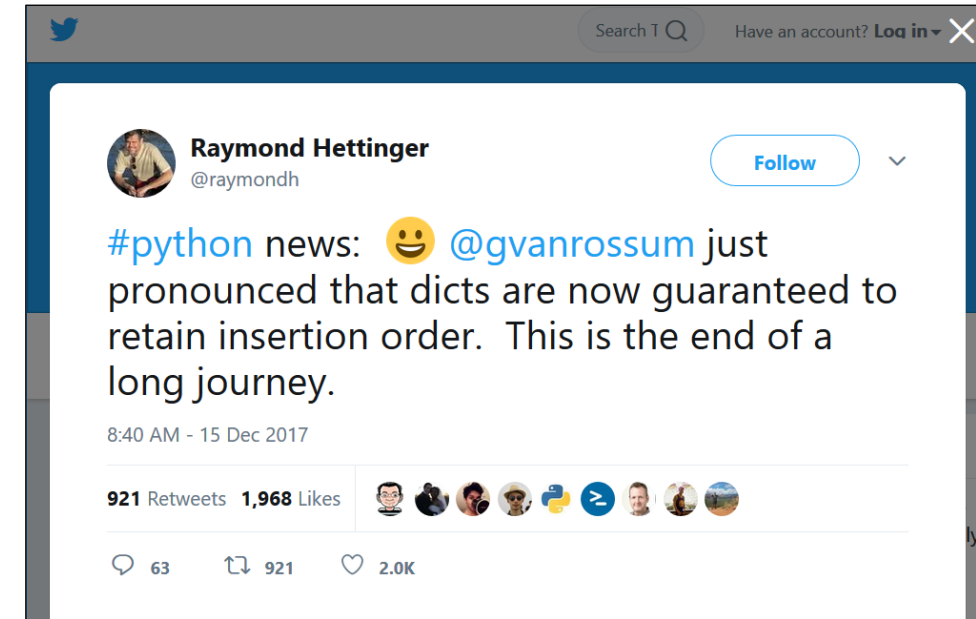 Search T
Have an account? Log in
Raymond Hettinger
@raymondh
Follow
#python news: 😀 @gvanrossum just
pronounced that dicts are now guaranteed to
retain insertion order. This is the end of a
long journey.
8:40 AM - 15 Dec 2017
921 Retweets 1,968 Likes
63 921 2.0K
ly